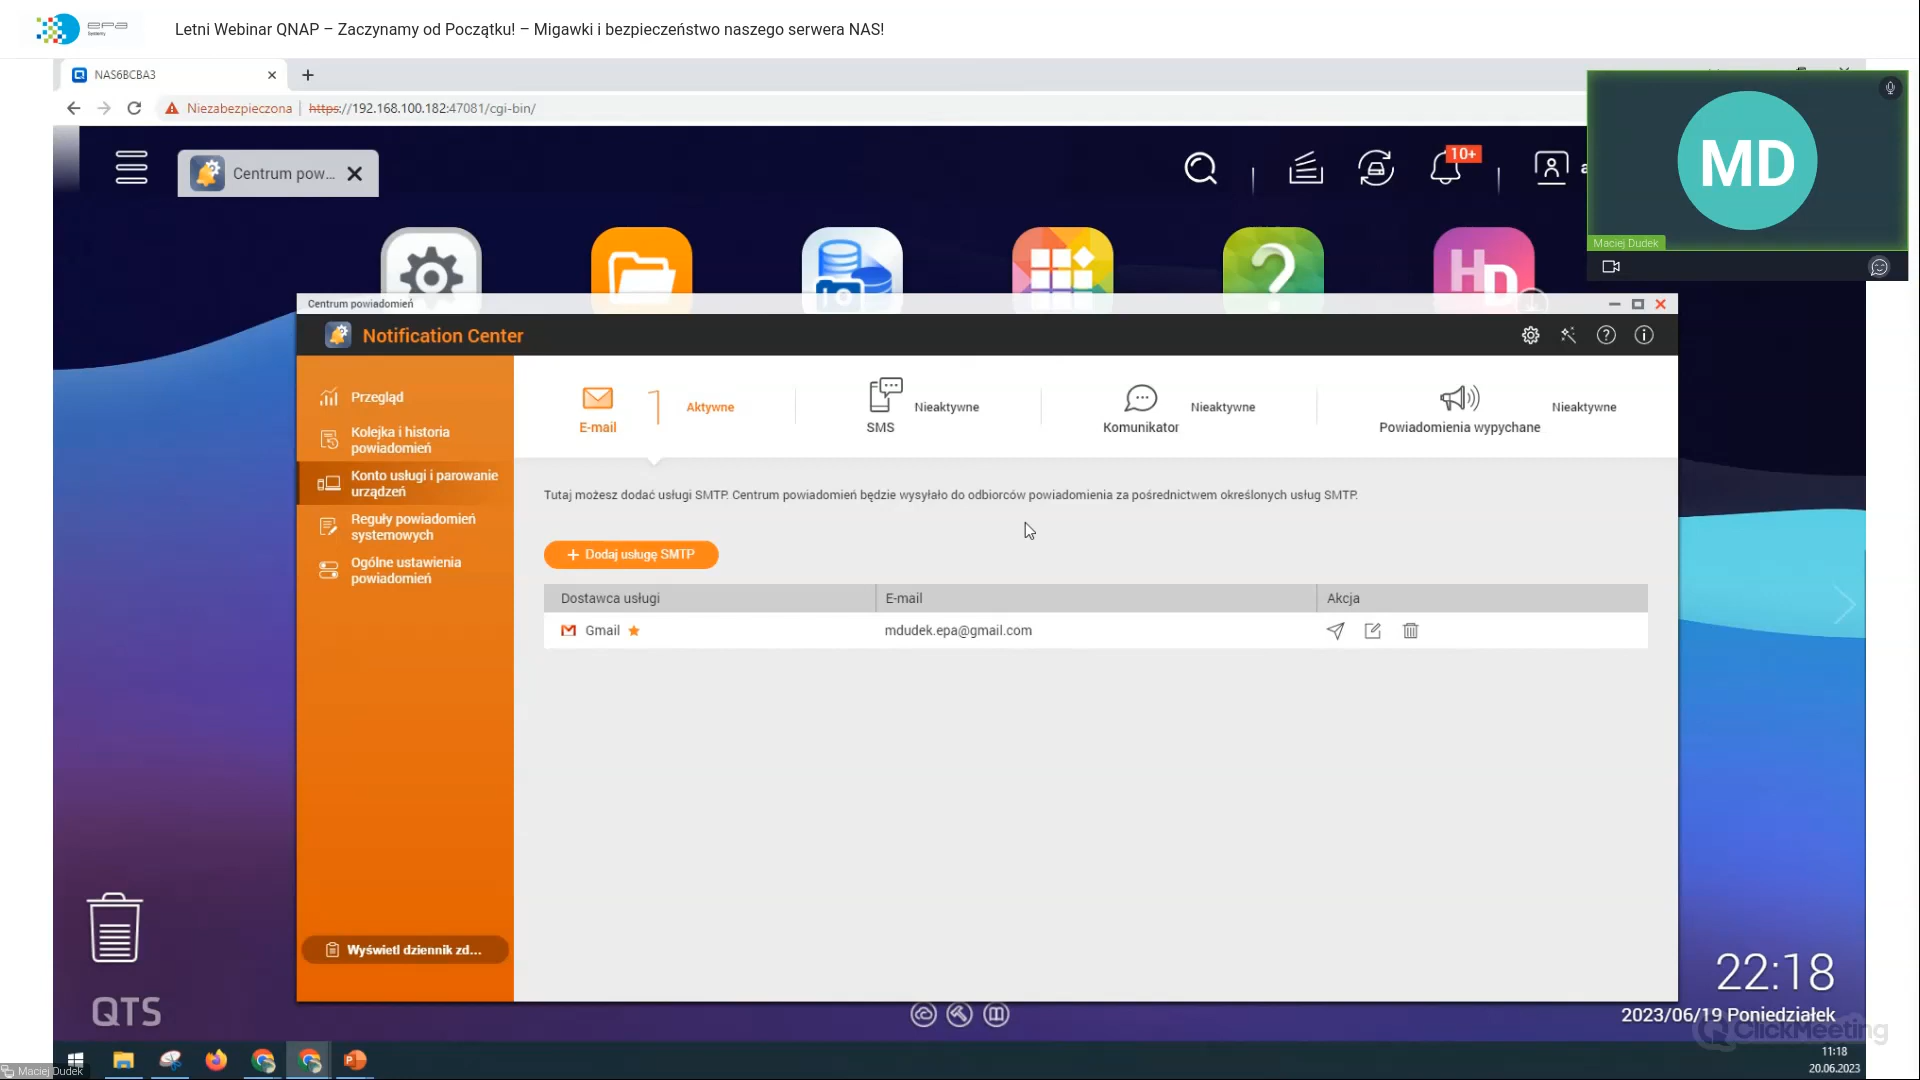 epa
Systemy
Letni Webinar QNAP – Zaczynamy od Początku! – Migawki i bezpieczeństwo naszego serwera NAS!
NAS6BCBA3
Niezabezpieczona
https://192.168.100.182:47081/cgi-bin/
Centrum pow...
10+
a
MD
Maciej Dudek
HD
Centrum powiadomień
Notification Center
Przegląd
Kolejka i historia
powiadomień
Konto usługi i parowanie
urządzeń
Reguły powiadomień
systemowych
Ogólne ustawienia
powiadomień
Wyświetl dziennik zd...
E-mail
1
Aktywne
SMS
Nieaktywne
Komunikator
Nieaktywne
Powiadomienia wypychane
Nieaktywne
Tutaj możesz dodać usługi SMTP. Centrum powiadomień będzie wysyłało do odbiorców powiadomienia za pośrednictwem określonych usług SMTP.
+ Dodaj usługę SMTP
Dostawca usługi
E-mail
Akcja
Gmail
mdudek.epa@gmail.com
QTS
22:18
2023/06/19 Poniedziałek
ClickMeeting
Maciej Dudek
11:18
20.06.2023